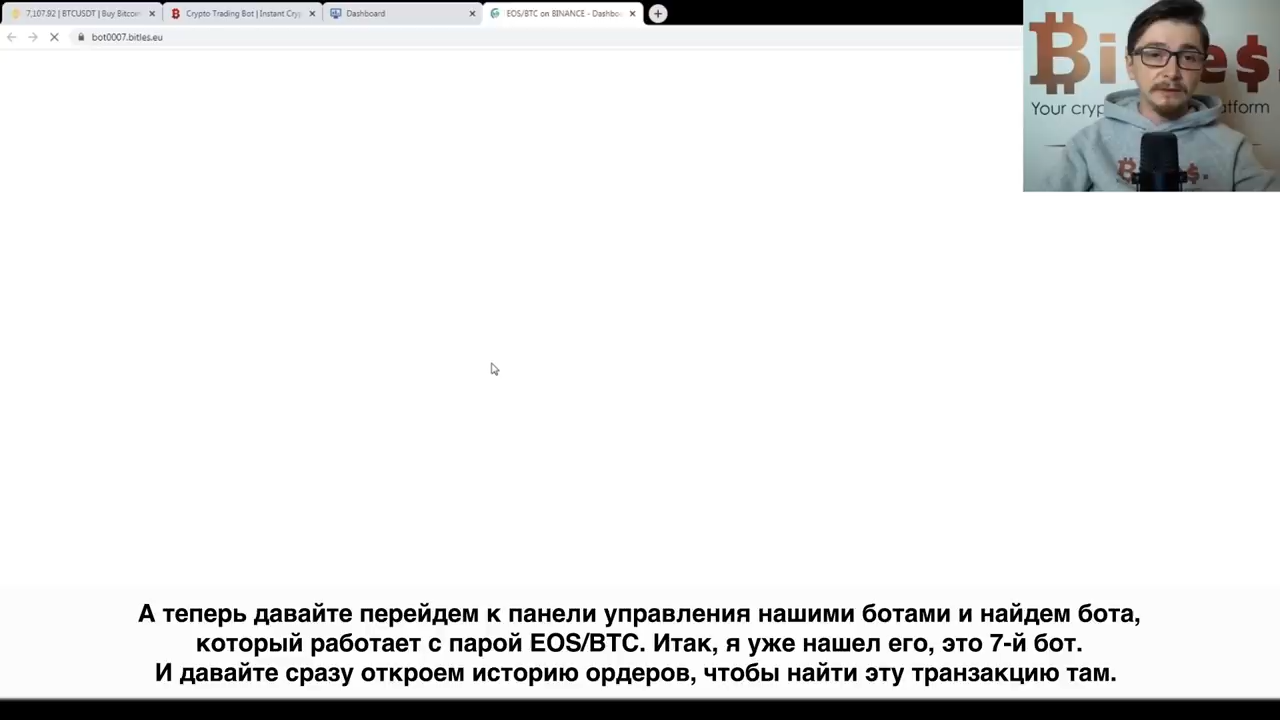 7,107.92 | BTCUSDT | Buy Bitcoin
Crypto Trading Bot | Instant Cry
Dashboard
EOS/BTC on BINANCE - Dashbo
bot0007.bitles.eu
Your cryp
atform
А теперь давайте перейдем к панели управления нашими ботами и найдем бота,
который работает с парой EOS/BTC. Итак, я уже нашел его, это 7-й бот.
И давайте сразу откроем историю ордеров, чтобы найти эту транзакцию там.